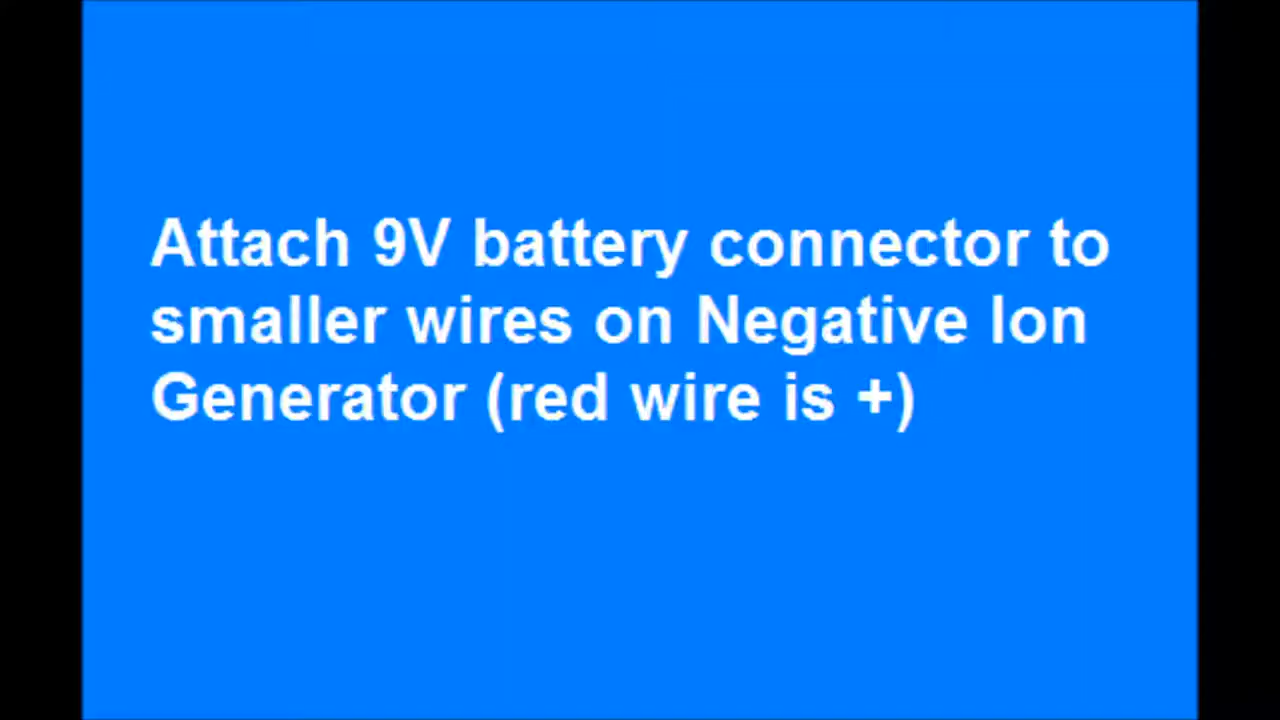 Attach 9V battery connector to
smaller wires on Negative Ion
Generator (red wire is +)